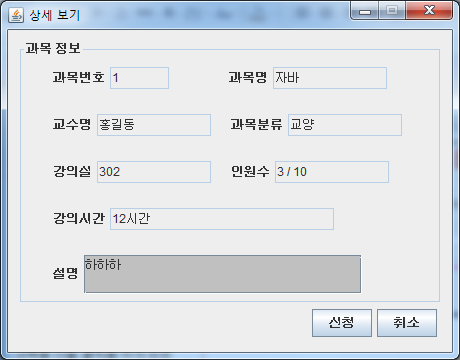 상세 보기
과목 정보
과목번호 1 과목명 자바
교수명 홍길동 과목분류 교양
강의실 302 인원수 3 / 10
강의시간 12시간
설명 하하하
신청 취소